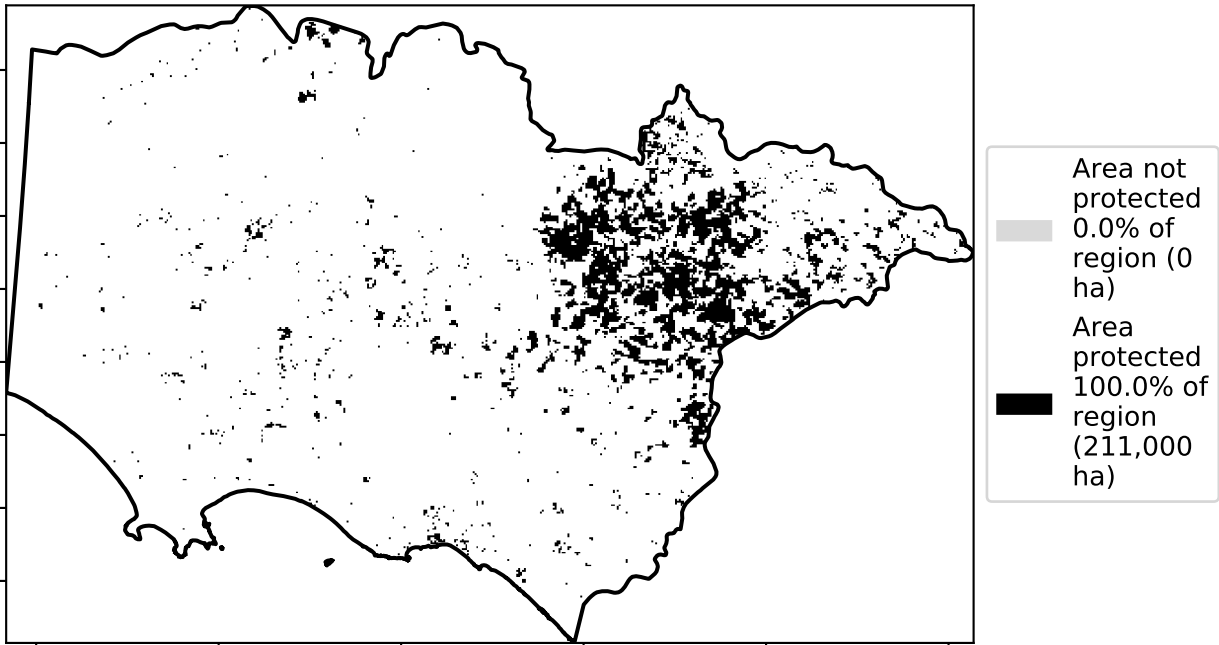 Area not
protected
0.0% of
region (0
ha)
Area
protected
100.0% of
region
(211,000
ha)